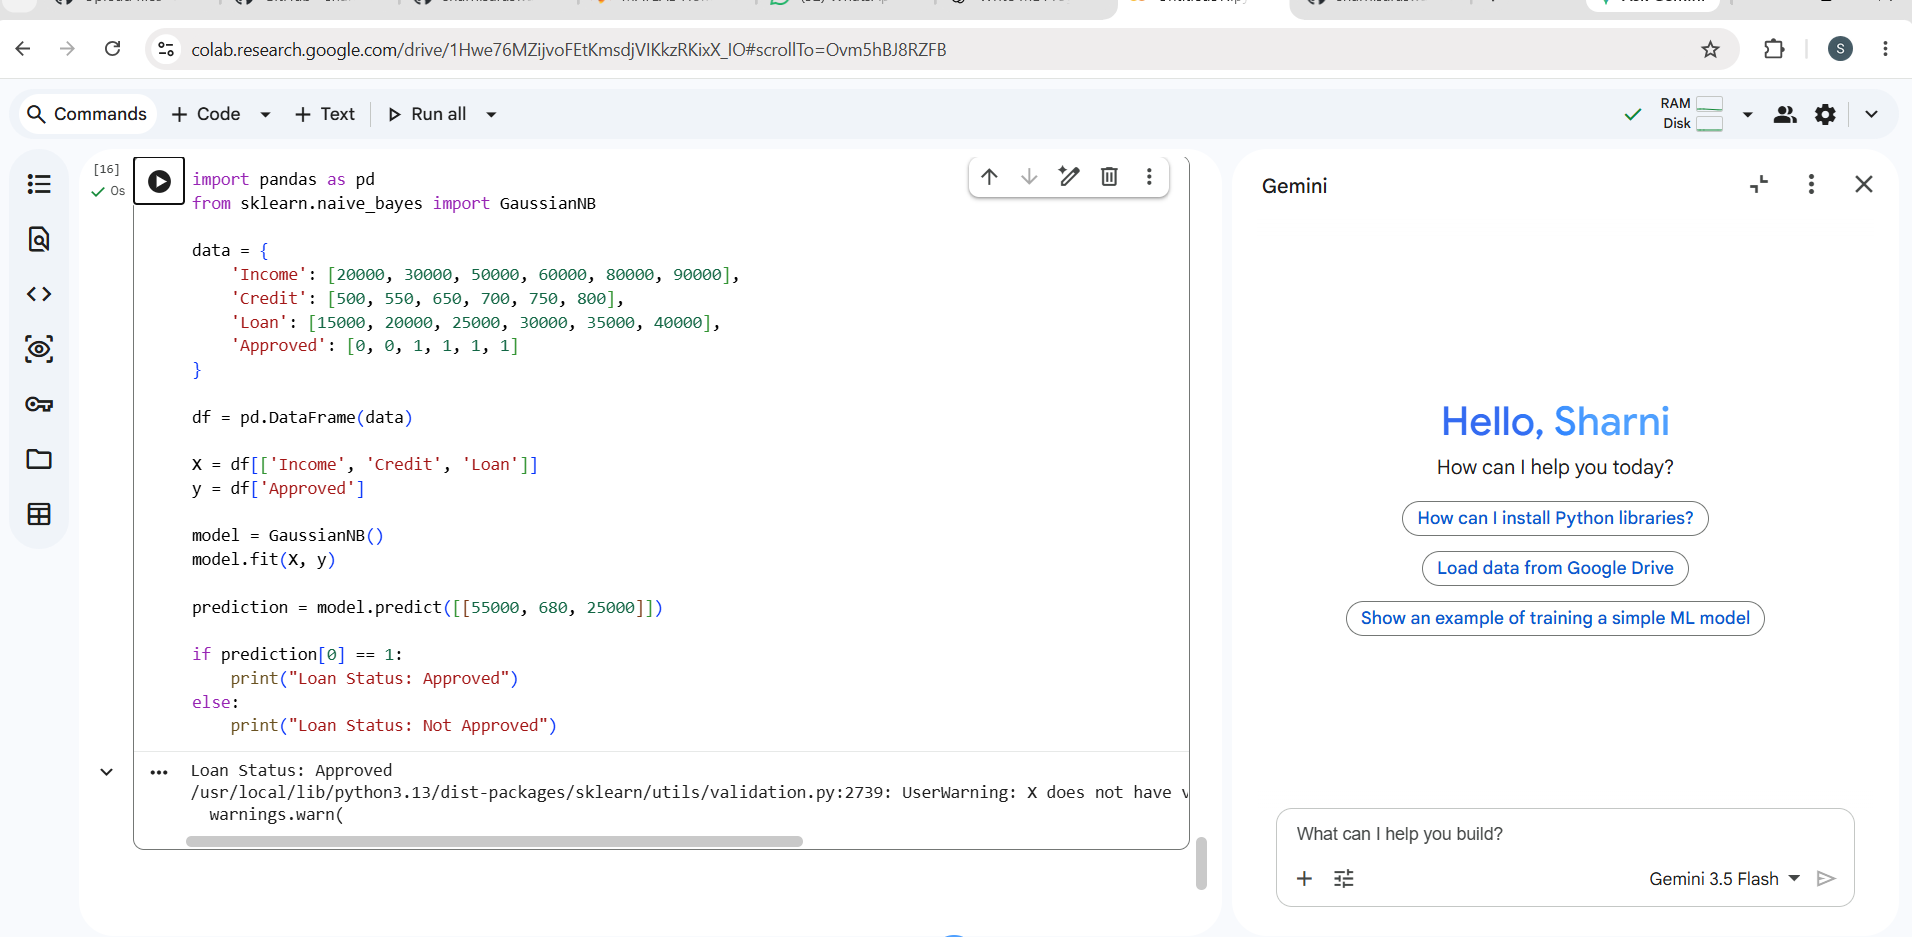 colab.research.google.com/drive/1Hwe76MZijvoFEtKmsdjVIKkzRKixX_IO#scrollTo=Ovm5hBJ8RZFB
S
Commands
+ Code
+ Text
Run all
RAM
Disk
[16]
0s
import pandas as pd
from sklearn.naive_bayes import GaussianNB
data = {
    'Income': [20000, 30000, 50000, 60000, 80000, 90000],
    'Credit': [500, 550, 650, 700, 750, 800],
    'Loan': [15000, 20000, 25000, 30000, 35000, 40000],
    'Approved': [0, 0, 1, 1, 1, 1]
}
df = pd.DataFrame(data)
X = df[['Income', 'Credit', 'Loan']]
y = df['Approved']
model = GaussianNB()
model.fit(X, y)
prediction = model.predict([[55000, 680, 25000]])
if prediction[0] == 1:
    print("Loan Status: Approved")
else:
    print("Loan Status: Not Approved")
Loan Status: Approved
/usr/local/lib/python3.13/dist-packages/sklearn/utils/validation.py:2739: UserWarning: X does not have v
  warnings.warn(
Gemini
Hello, Sharni
How can I help you today?
How can I install Python libraries?
Load data from Google Drive
Show an example of training a simple ML model
What can I help you build?
Gemini 3.5 Flash